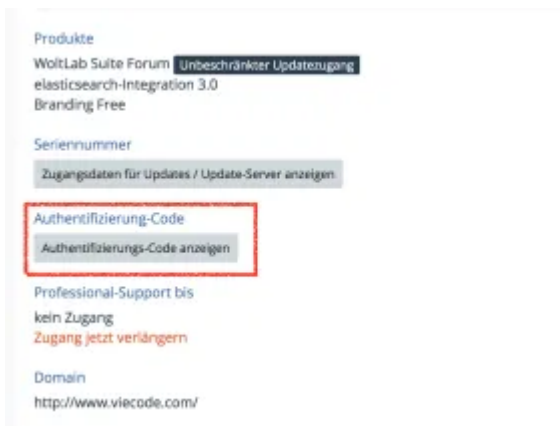 Produkte
WoltLab Suite Forum Unbeschränkter Updatezugang
elasticsearch-Integration 3.0
Branding Free
Seriennummer
Zugangsdaten für Updates / Update-Server anzeigen
Authentifizierung-Code
Authentifizierungs-Code anzeigen
Professional-Support bis
kein Zugang
Zugang jetzt verlängern
Domain
http://www.viecode.com/